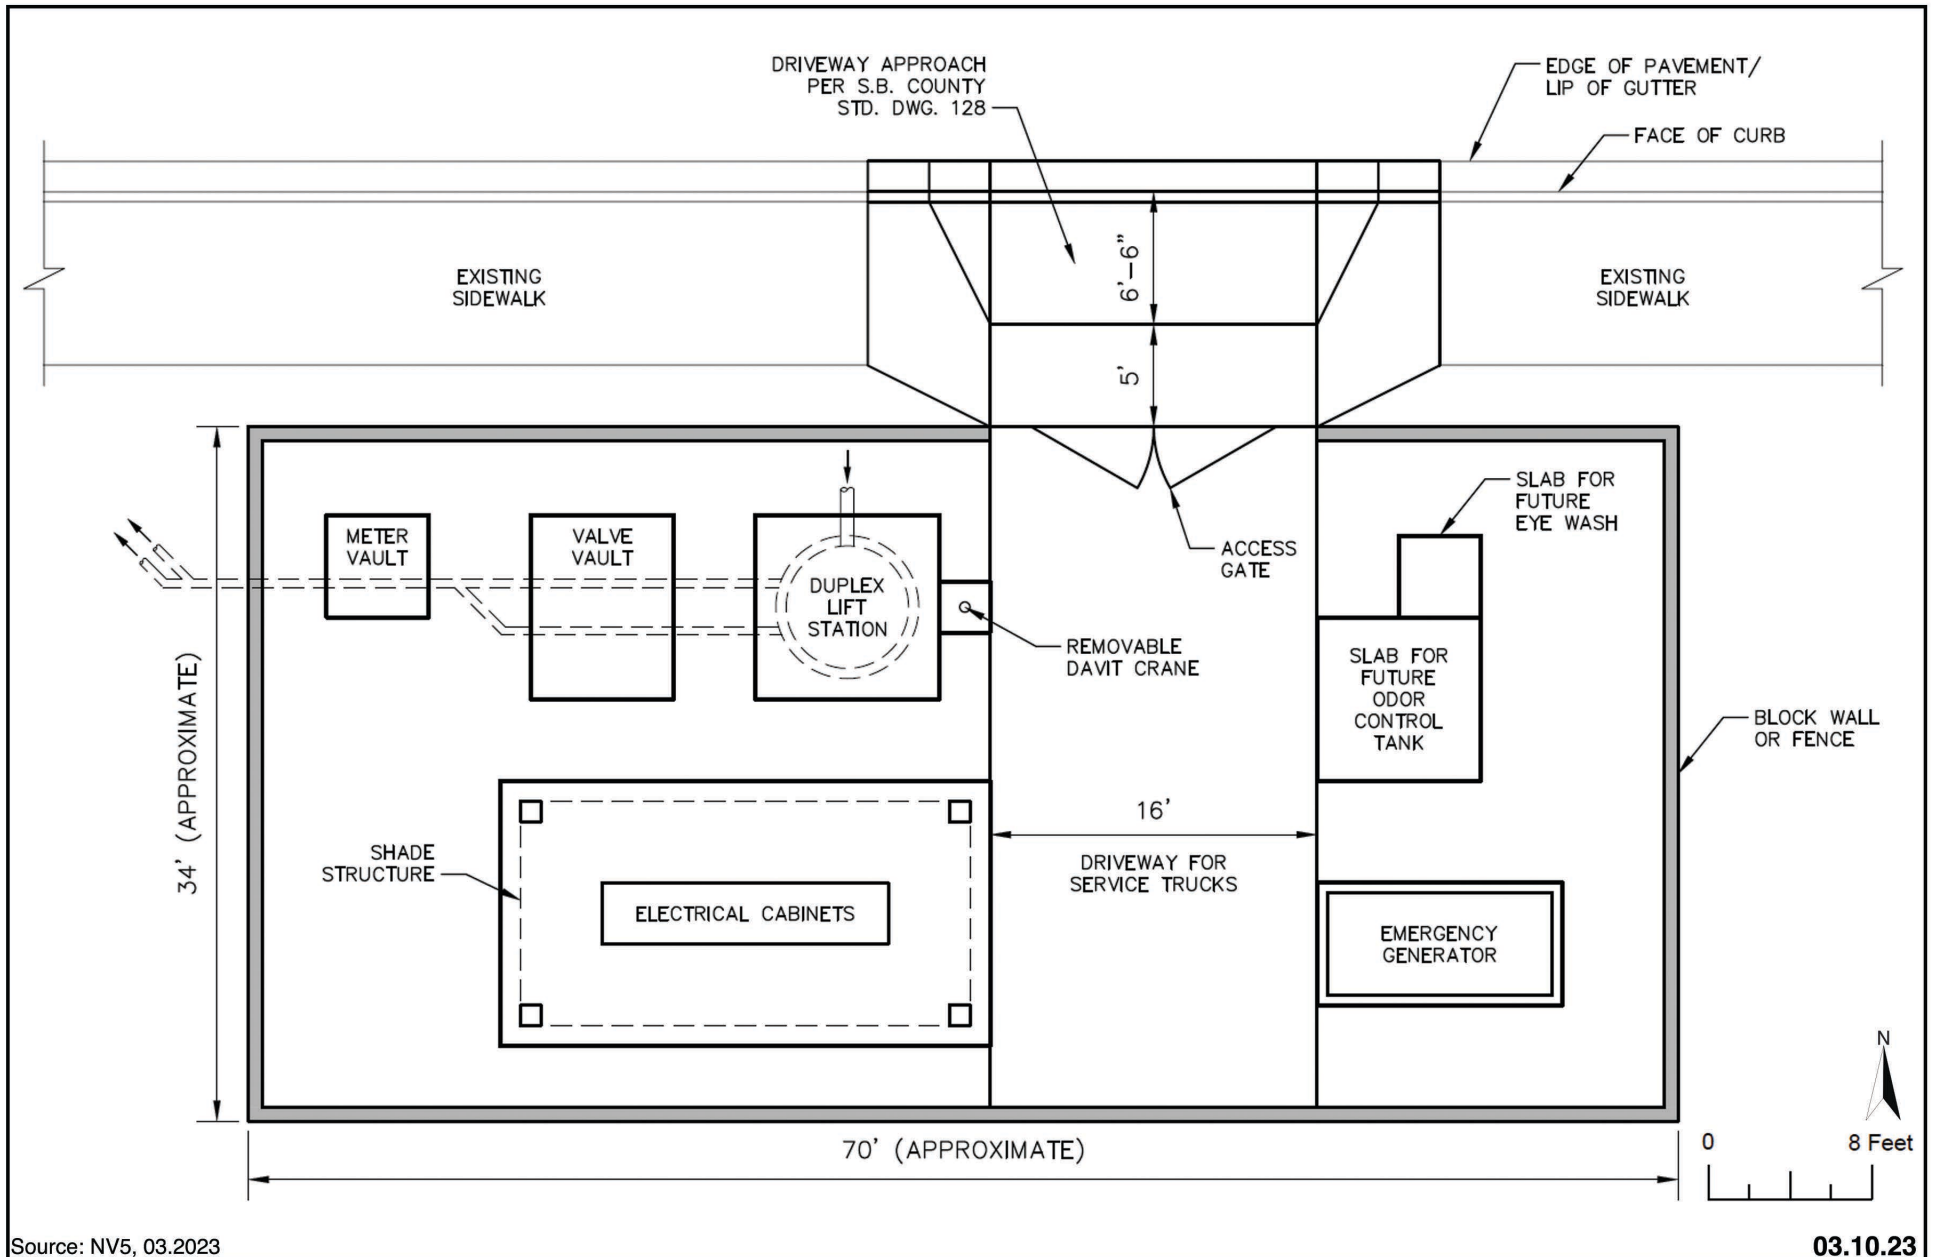 DRIVEWAY APPROACH
PER S.B. COUNTY
STD. DWG. 128
EDGE OF PAVEMENT/
LIP OF GUTTER
FACE OF CURB
EXISTING
SIDEWALK
6'-6"
EXISTING
SIDEWALK
5'
METER
VAULT
VALVE
VAULT
DUPLEX
LIFT
STATION
ACCESS
GATE
SLAB FOR
FUTURE
EYE WASH
REMOVABLE
DAVIT CRANE
SLAB FOR
FUTURE
ODOR
CONTROL
TANK
BLOCK WALL
OR FENCE
34' (APPROXIMATE)
16'
DRIVEWAY FOR
SERVICE TRUCKS
SHADE
STRUCTURE
ELECTRICAL CABINETS
EMERGENCY
GENERATOR
N
70' (APPROXIMATE)
0 8 Feet
Source: NV5, 03.2023
03.10.23